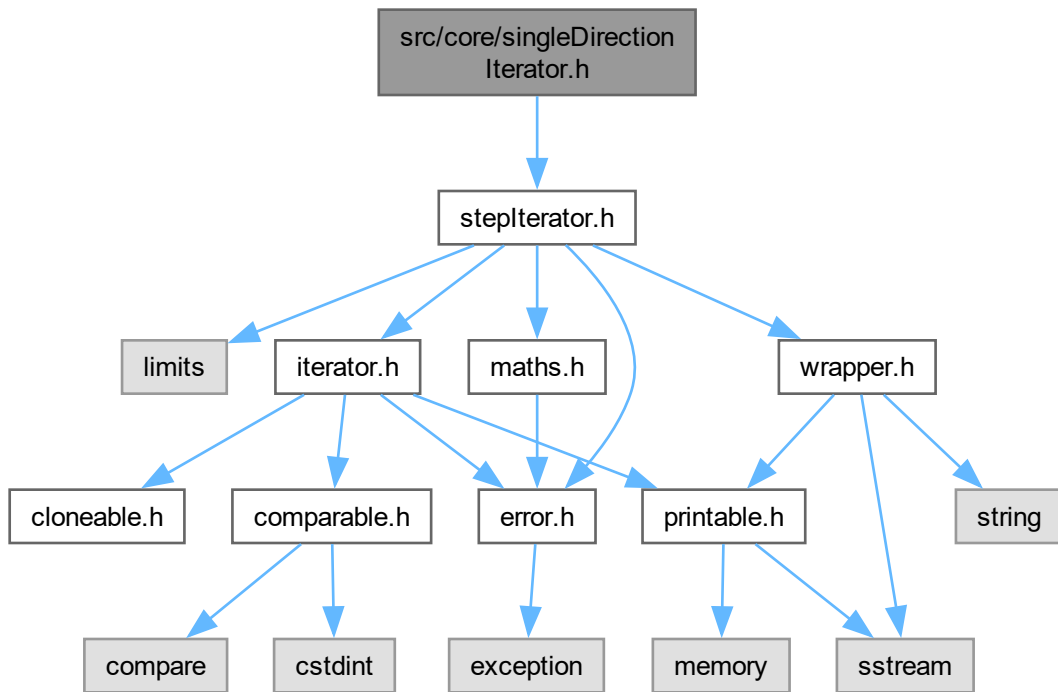 src/core/singleDirection
Iterator.h
stepIterator.h
limits
iterator.h
maths.h
wrapper.h
cloneable.h
comparable.h
error.h
printable.h
string
compare
cstdint
exception
memory
sstream